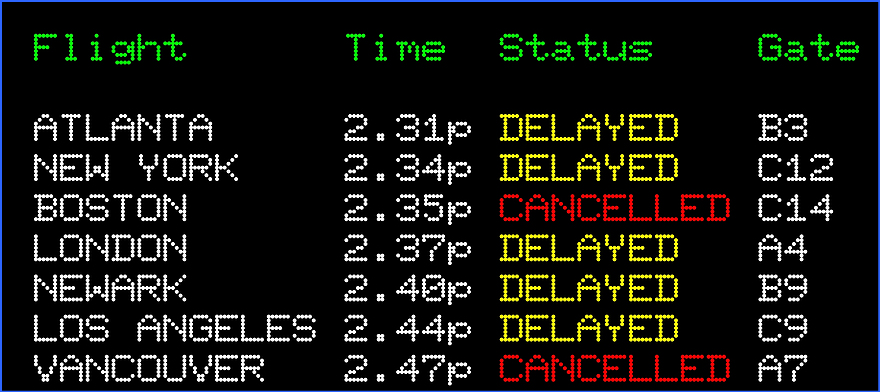 Flight Time Status Gate
ATLANTA 2.31p DELAYED B3
NEW YORK 2.34p DELAYED C12
BOSTON 2.35p CANCELLED C14
LONDON 2.37p DELAYED A4
NEWARK 2.40p DELAYED B9
LOS ANGELES 2.44p DELAYED C9
VANCOUVER 2.47p CANCELLED A7